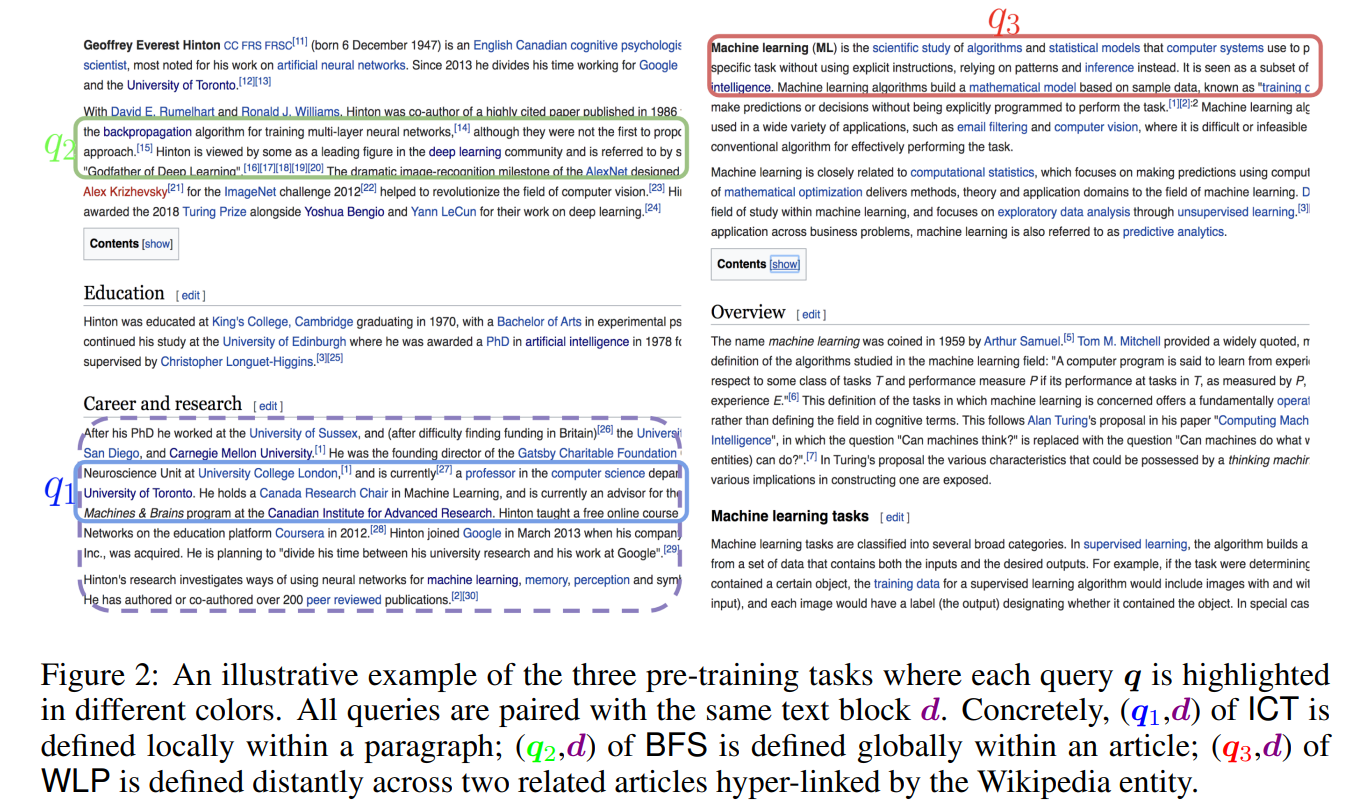 q3
Geoffrey Everest Hinton CC FRS FRSC[11] (born 6 December 1947) is an English Canadian cognitive
scientist, most noted for his work on artificial neural networks. Since 2013 he divides his time working for Google
and the University of Toronto.[12][13]
With David E. Rumelhart and Ronald J. Williams, Hinton was co-author of a highly cited paper published in 1986
q2
the backpropagation algorithm for training multi-layer neural networks,[14] although they were not the first to
approach.[15] Hinton is viewed by some as a leading figure in the deep learning community and is referred to by
"Godfather of Deep Learning".[16][17][18][19][20] The dramatic image-recognition milestone of the AlexNet designed
Alex Krizhevsky[21] for the ImageNet challenge 2012[22] helped to revolutionize the field of computer vision.[23]
awarded the 2018 Turing Prize alongside Yoshua Bengio and Yann LeCun for their work on deep learning.[24]
Contents [show]
Education [ edit ]
Hinton was educated at King's College, Cambridge graduating in 1970, with a Bachelor of Arts in experimental
continued his study at the University of Edinburgh where he was awarded a PhD in artificial intelligence in 1978
supervised by Christopher Longuet-Higgins.[3][25]
Career and research [ edit ]
After his PhD he worked at the University of Sussex, and (after difficulty finding funding in Britain)[26] the
San Diego, and Carnegie Mellon University.[1] He was the founding director of the Gatsby Charitable Foundation
q1
Neuroscience Unit at University College London,[1] and is currently[27] a professor in the computer science
University of Toronto. He holds a Canada Research Chair in Machine Learning, and is currently an advisor for the
Machines & Brains program at the Canadian Institute for Advanced Research. Hinton taught a free online course
Networks on the education platform Coursera in 2012.[28] Hinton joined Google in March 2013 when his
Inc., was acquired. He is planning to "divide his time between his university research and his work at Google".[29]
Hinton's research investigates ways of using neural networks for machine learning, memory, perception and
He has authored or co-authored over 200 peer reviewed publications.[2][30]
Machine learning (ML) is the scientific study of algorithms and statistical models that computer systems use to
specific task without using explicit instructions, relying on patterns and inference instead. It is seen as a subset of
intelligence. Machine learning algorithms build a mathematical model based on sample data, known as "training
make predictions or decisions without being explicitly programmed to perform the task.[1][2]:2 Machine learning
used in a wide variety of applications, such as email filtering and computer vision, where it is difficult or infeasible
conventional algorithm for effectively performing the task.
Machine learning is closely related to computational statistics, which focuses on making predictions using
of mathematical optimization delivers methods, theory and application domains to the field of machine learning.
field of study within machine learning, and focuses on exploratory data analysis through unsupervised learning.[3]
application across business problems, machine learning is also referred to as predictive analytics.
Contents [show]
Overview [ edit ]
The name machine learning was coined in 1959 by Arthur Samuel.[5] Tom M. Mitchell provided a widely quoted,
definition of the algorithms studied in the machine learning field: "A computer program is said to learn from
respect to some class of tasks T and performance measure P if its performance at tasks in T, as measured by P,
experience E."[6] This definition of the tasks in which machine learning is concerned offers a fundamentally
rather than defining the field in cognitive terms. This follows Alan Turing's proposal in his paper "Computing
Intelligence", in which the question "Can machines think?" is replaced with the question "Can machines do what
entities) can do?".[7] In Turing's proposal the various characteristics that could be possessed by a thinking
various implications in constructing one are exposed.
Machine learning tasks [ edit ]
Machine learning tasks are classified into several broad categories. In supervised learning, the algorithm builds a
from a set of data that contains both the inputs and the desired outputs. For example, if the task were determining
contained a certain object, the training data for a supervised learning algorithm would include images with and
input), and each image would have a label (the output) designating whether it contained the object. In special
Figure 2: An illustrative example of the three pre-training tasks where each query q is highlighted
in different colors. All queries are paired with the same text block d. Concretely, (q1,d) of ICT is
defined locally within a paragraph; (q2,d) of BFS is defined globally within an article; (q3,d) of
WLP is defined distantly across two related articles hyper-linked by the Wikipedia entity.